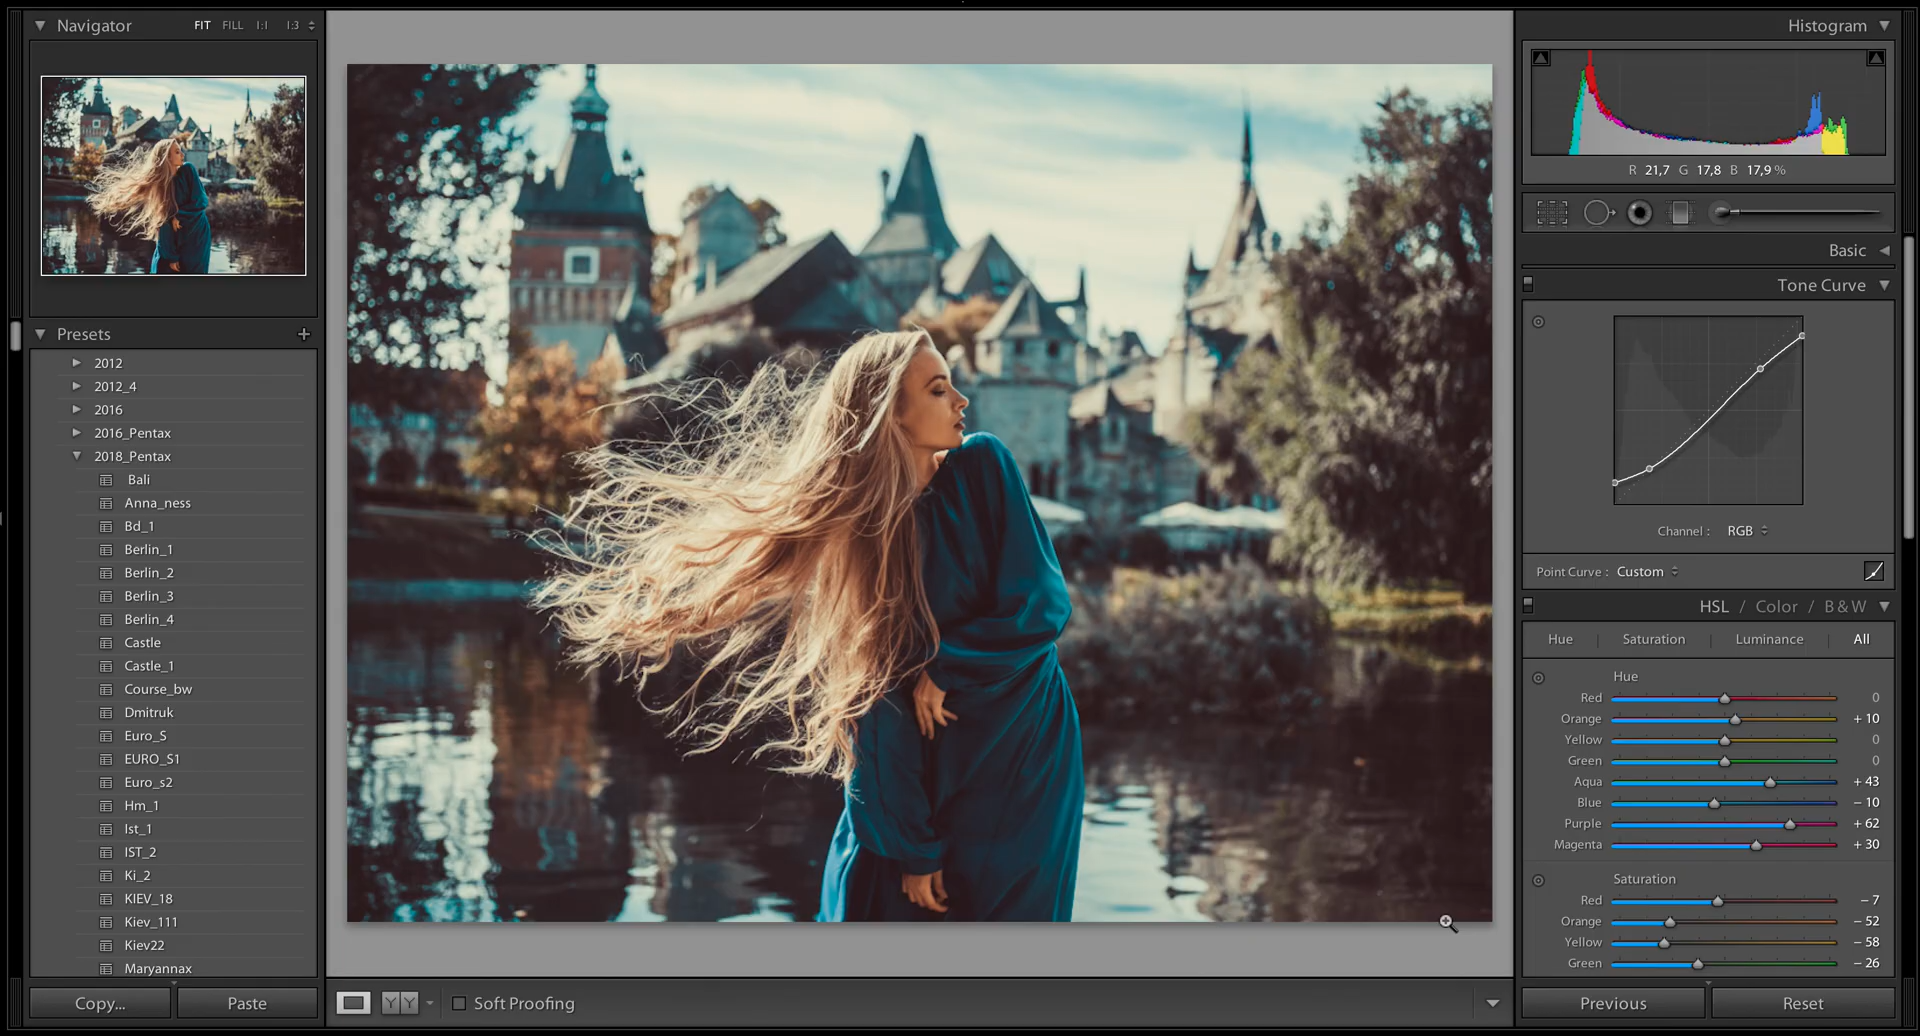 Navigator FIT FILL 1:1 1:3
Presets +
2012
2012_4
2016
2016_Pentax
2018_Pentax
Bali
Anna_ness
Bd_1
Berlin_1
Berlin_2
Berlin_3
Berlin_4
Castle
Castle_1
Course_bw
Dmitruk
Euro_S
EURO_S1
Euro_s2
Hm_1
Ist_1
IST_2
Ki_2
KIEV_18
Kiev_111
Kiev22
Maryannax
Copy... Paste
YY Soft Proofing
Histogram
R 21,7 G 17,8 B 17,9 %
Basic
Tone Curve
Channel : RGB
Point Curve : Custom
HSL / Color / B & W
Hue Saturation Luminance All
Hue
Red 0
Orange + 10
Yellow 0
Green 0
Aqua + 43
Blue − 10
Purple + 62
Magenta + 30
Saturation
Red − 7
Orange − 52
Yellow − 58
Green − 26
Previous Reset